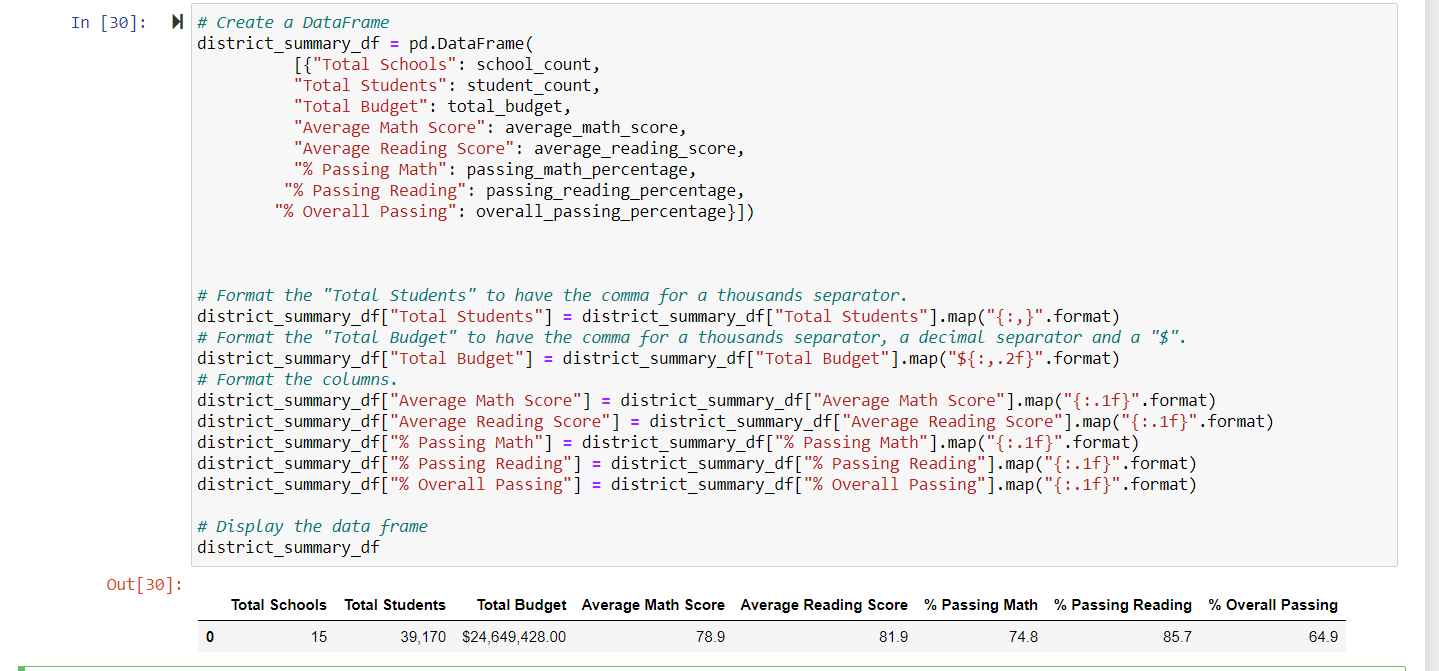 In [30]:
# Create a DataFrame
district_summary_df = pd.DataFrame(
[{"Total Schools": school_count,
"Total Students": student_count,
"Total Budget": total_budget,
"Average Math Score": average_math_score,
"Average Reading Score": average_reading_score,
"% Passing Math": passing_math_percentage,
"% Passing Reading": passing_reading_percentage,
"% Overall Passing": overall_passing_percentage}])
# Format the "Total Students" to have the comma for a thousands separator.
district_summary_df["Total Students"] = district_summary_df["Total Students"].map("{:,}".format)
# Format the "Total Budget" to have the comma for a thousands separator, a decimal separator and a "$".
district_summary_df["Total Budget"] = district_summary_df["Total Budget"].map("${:,.2f}".format)
# Format the columns.
district_summary_df["Average Math Score"] = district_summary_df["Average Math Score"].map("{:.1f}".format)
district_summary_df["Average Reading Score"] = district_summary_df["Average Reading Score"].map("{:.1f}".format)
district_summary_df["% Passing Math"] = district_summary_df["% Passing Math"].map("{:.1f}".format)
district_summary_df["% Passing Reading"] = district_summary_df["% Passing Reading"].map("{:.1f}".format)
district_summary_df["% Overall Passing"] = district_summary_df["% Overall Passing"].map("{:.1f}".format)
# Display the data frame
district_summary_df
Out[30]:
Total Schools Total Students Total Budget Average Math Score Average Reading Score % Passing Math % Passing Reading % Overall Passing
0 15 39,170 $24,649,428.00 78.9 81.9 74.8 85.7 64.9